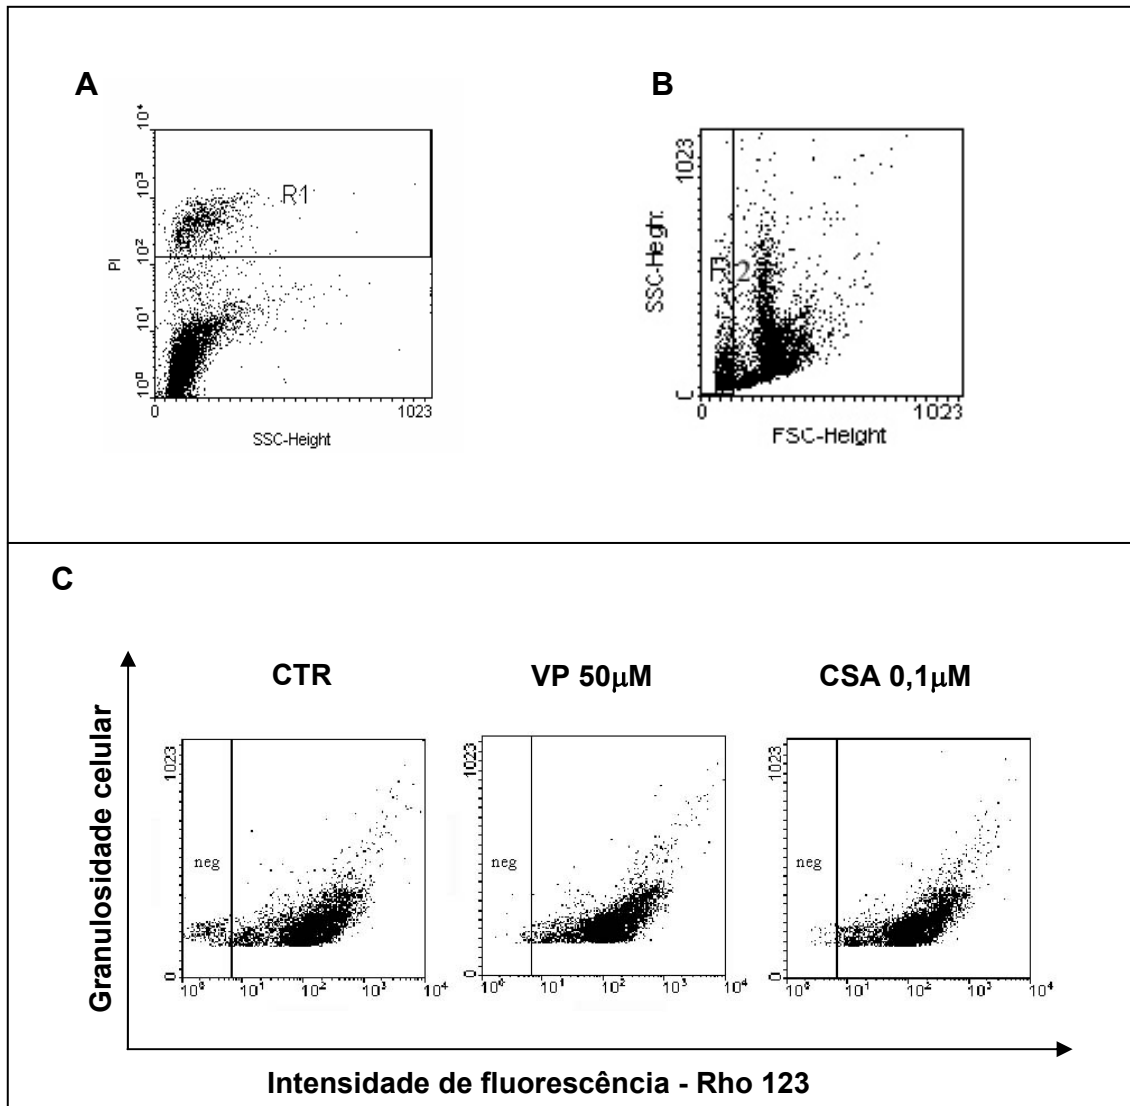 A
B
10⁴
10³
10²
10¹
10⁰
PI
R1
0
1023
SSC-Height
1023
0
SSC-Height
R2
0
1023
FSC-Height
C
CTR
VP 50μM
CSA 0,1μM
Granulosidade celular
1023
0
neg
10⁰ 10¹ 10² 10³ 10⁴
1023
0
neg
10⁰ 10¹ 10² 10³ 10⁴
1023
0
neg
10⁰ 10¹ 10² 10³ 10⁴
Intensidade de fluorescência - Rho 123